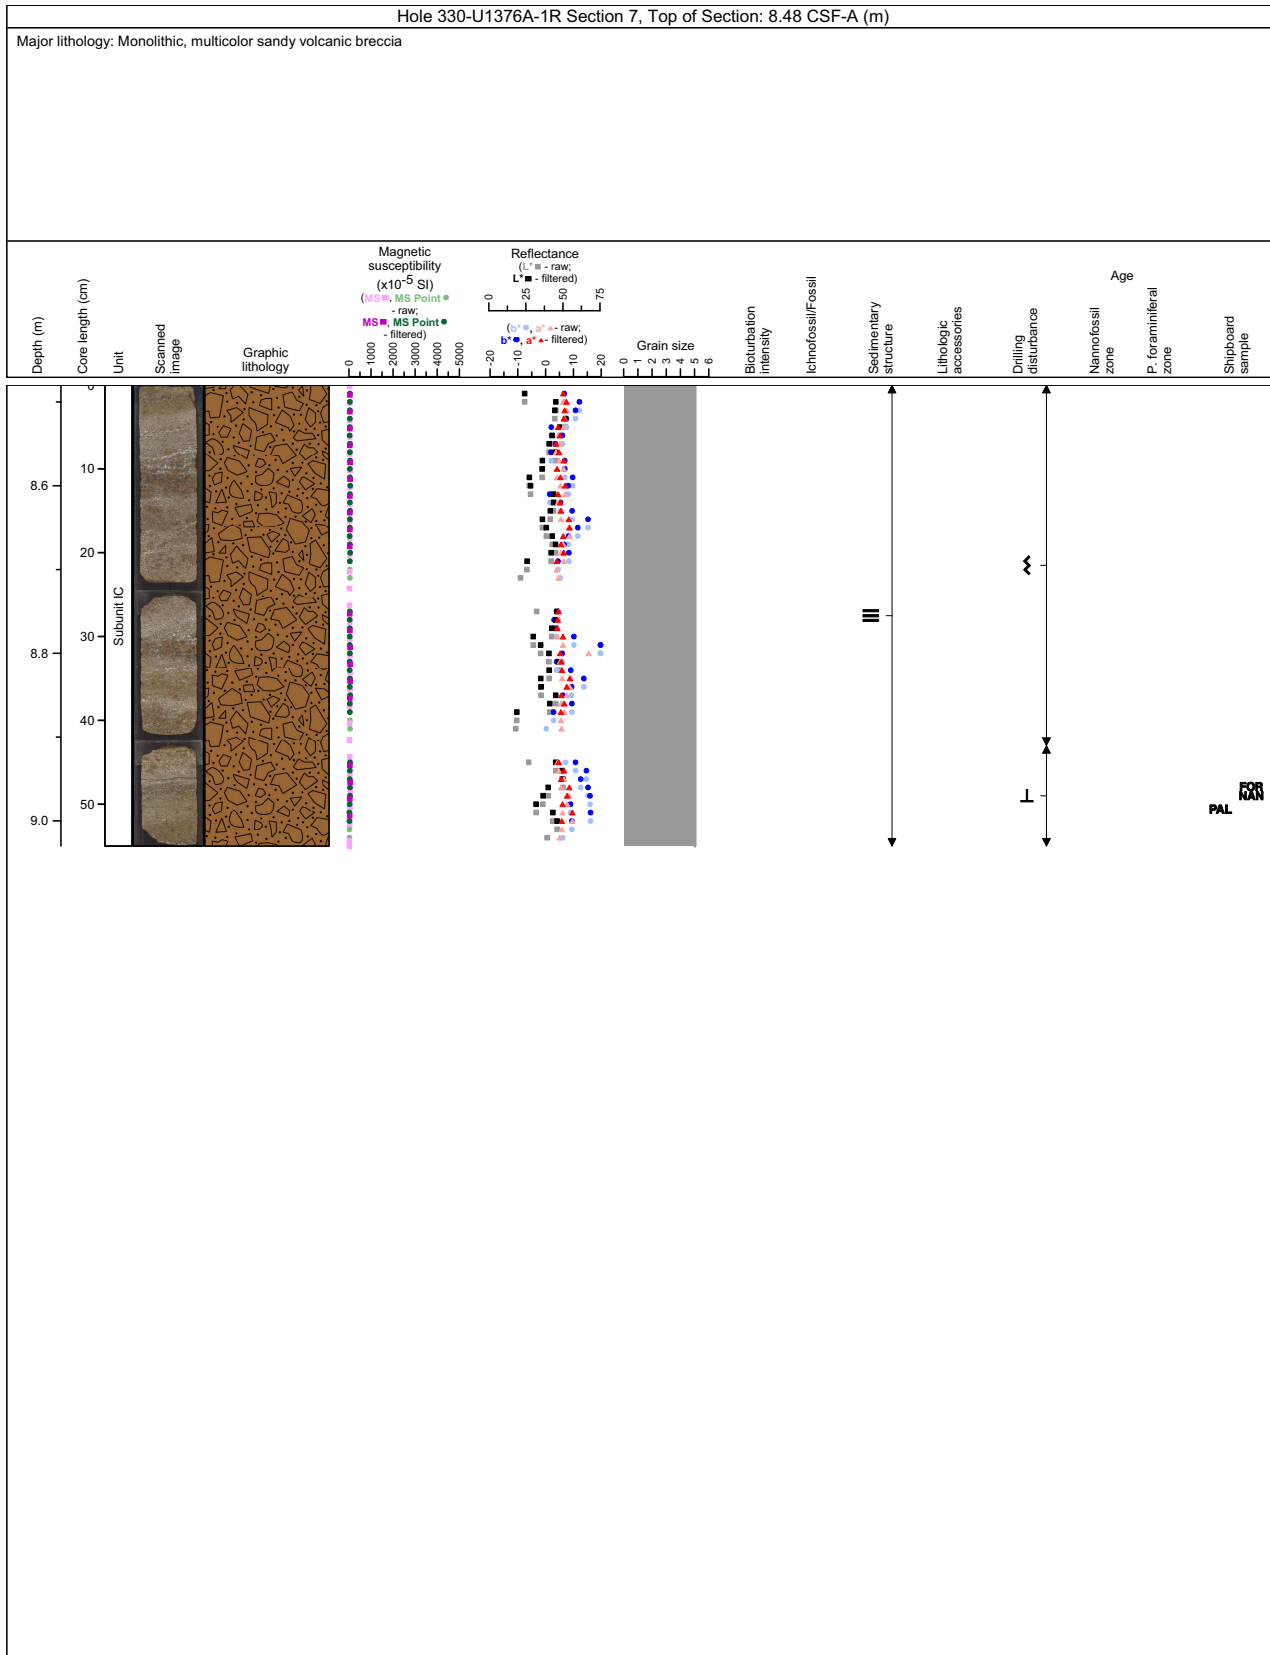 Hole 330-U1376A-1R Section 7, Top of Section: 8.48 CSF-A (m)
Major lithology: Monolithic, multicolor sandy volcanic breccia
Depth (m)
Core length (cm)
Unit
Scanned
image
Graphic
lithology
Magnetic
susceptibility
(x10-5 SI)
(MS■, MS Point●
- raw;
MS■, MS Point●
- filtered)
0 1000 2000 3000 4000 5000
Reflectance
(L*■ - raw;
L*■ - filtered)
0 25 50 75
(b*●, a*▲- raw;
b*●, a*▲- filtered)
-20 -10 0 10 20
Grain size
0 1 2 3 4 5 6
Bioturbation
intensity
Ichnofossil/Fossil
Sedimentary
structure
Lithologic
accessories
Drilling
disturbance
Age
Nannofossil
zone
P. foraminiferal
zone
Shipboard
sample
0
10
8.6
20
Subunit IC
30
8.8
40
50
9.0
FOR
NAN
PAL